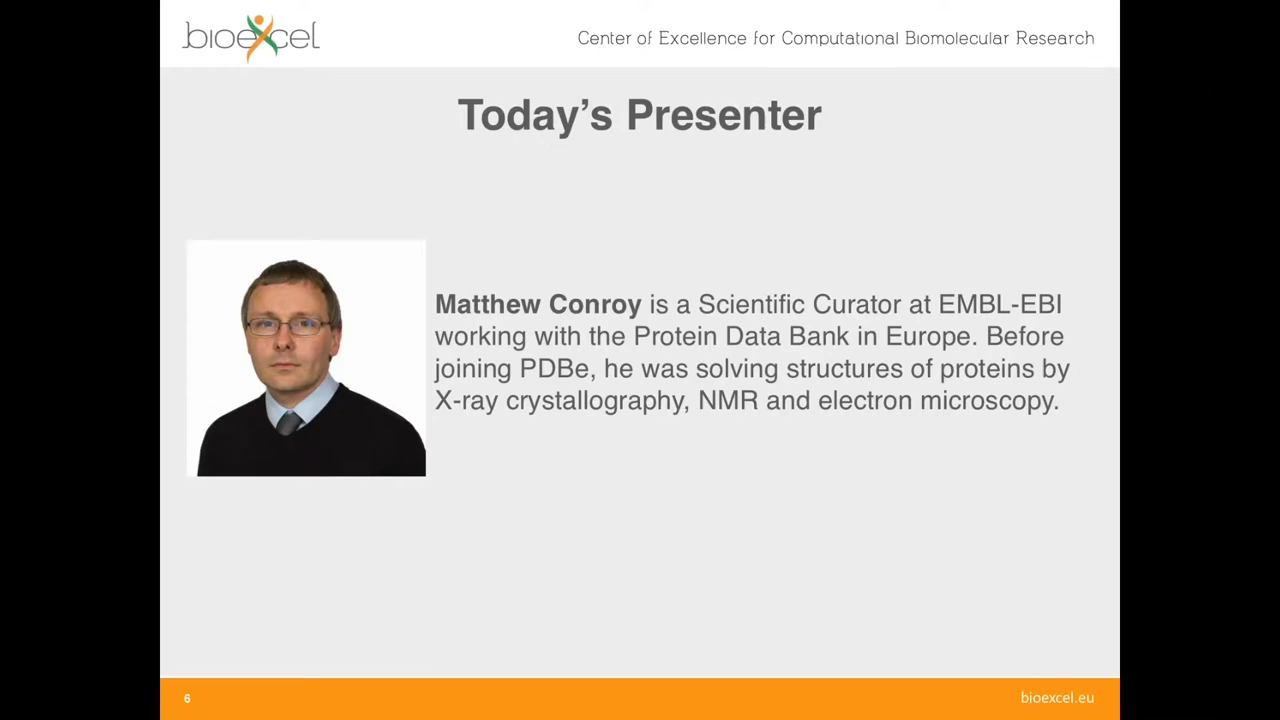 bioexcel
Center of Excellence for Computational Biomolecular Research
Today's Presenter
Matthew Conroy is a Scientific Curator at EMBL-EBI
working with the Protein Data Bank in Europe. Before
joining PDBe, he was solving structures of proteins by
X-ray crystallography, NMR and electron microscopy.
6
bioexcel.eu